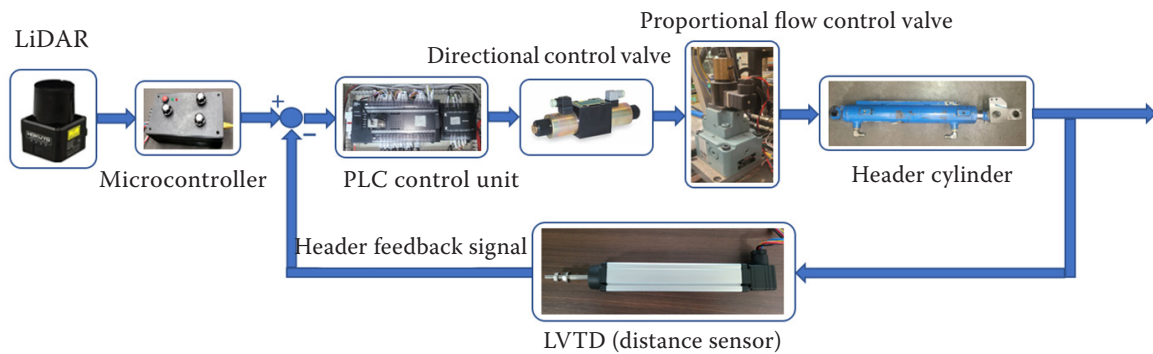 Proportional flow control valve
LiDAR
Directional control valve
+
−
Microcontroller
PLC control unit
Header cylinder
Header feedback signal
LVTD (distance sensor)